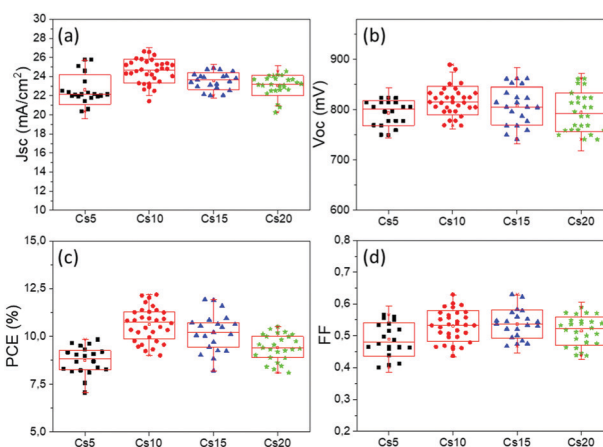 (a)
Jsc (mA/cm²)
30
28
26
24
22
20
18
16
14
12
10
Cs5 Cs10 Cs15 Cs20
(b)
Voc (mV)
900
800
700
600
Cs5 Cs10 Cs15 Cs20
(c)
PCE (%)
15,0
12,5
10,0
7,5
5,0
Cs5 Cs10 Cs15 Cs20
(d)
FF
0,8
0,7
0,6
0,5
0,4
0,3
0,2
Cs5 Cs10 Cs15 Cs20